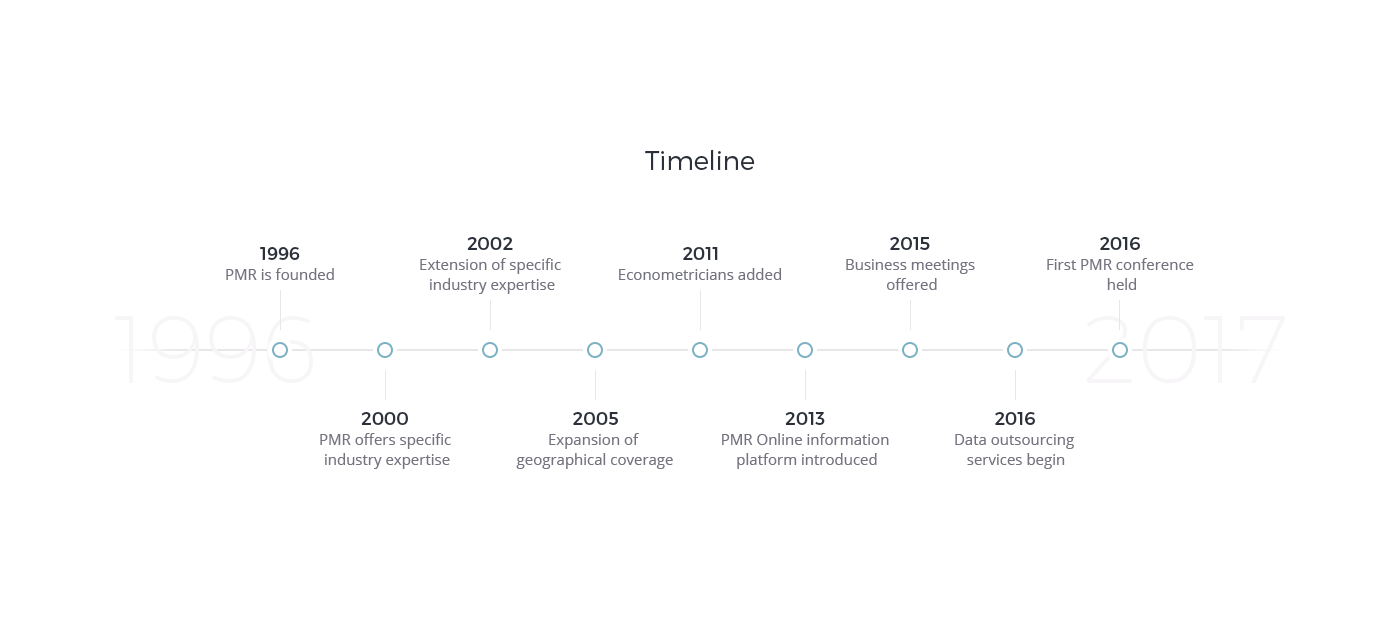 Timeline
1996
PMR is founded
2000
PMR offers specific
industry expertise
2002
Extension of specific
industry expertise
2005
Expansion of
geographical coverage
2011
Econometricians added
2013
PMR Online information
platform introduced
2015
Business meetings
offered
2016
Data outsourcing
services begin
2016
First PMR conference
held
1996
2017